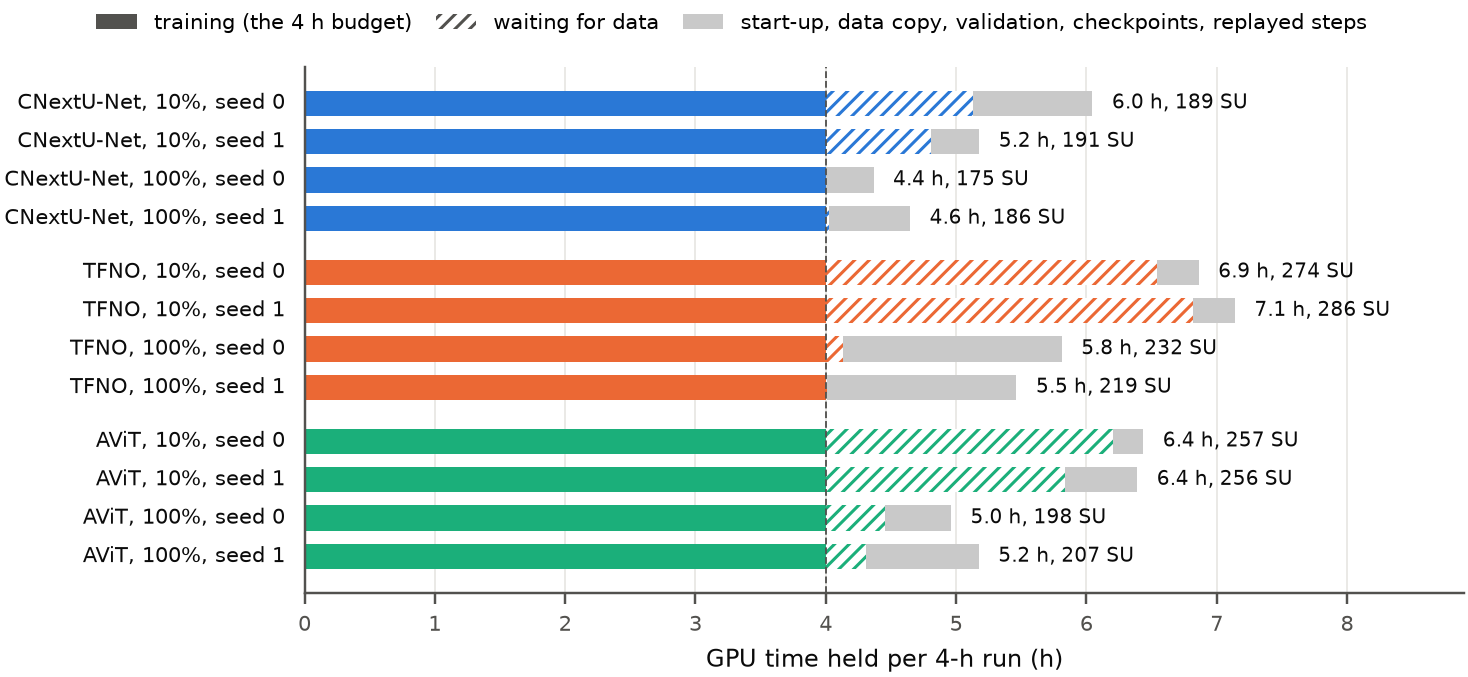 training (the 4 h budget) waiting for data start-up, data copy, validation, checkpoints, replayed steps
CNextU-Net, 10%, seed 0 6.0 h, 189 SU
CNextU-Net, 10%, seed 1 5.2 h, 191 SU
CNextU-Net, 100%, seed 0 4.4 h, 175 SU
CNextU-Net, 100%, seed 1 4.6 h, 186 SU
TFNO, 10%, seed 0 6.9 h, 274 SU
TFNO, 10%, seed 1 7.1 h, 286 SU
TFNO, 100%, seed 0 5.8 h, 232 SU
TFNO, 100%, seed 1 5.5 h, 219 SU
AViT, 10%, seed 0 6.4 h, 257 SU
AViT, 10%, seed 1 6.4 h, 256 SU
AViT, 100%, seed 0 5.0 h, 198 SU
AViT, 100%, seed 1 5.2 h, 207 SU
0 1 2 3 4 5 6 7 8
GPU time held per 4-h run (h)